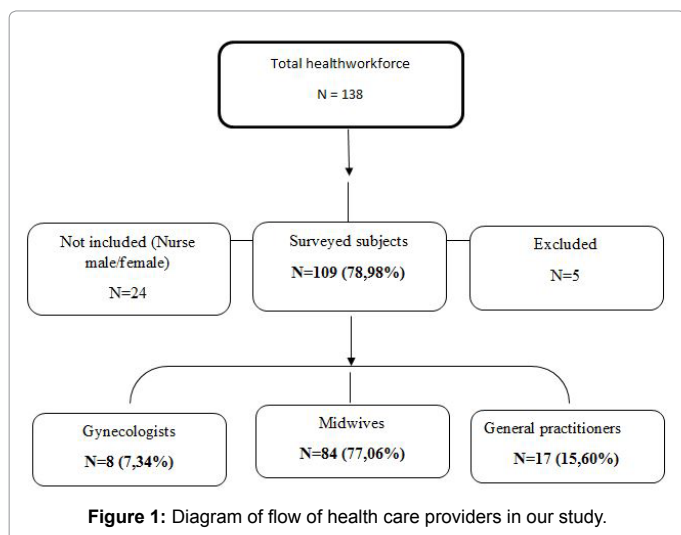 Total healthworkforce
N = 138
Not included (Nurse
male/female)
N=24
Surveyed subjects
N=109 (78,98%)
Excluded
N=5
Gynecologists
N=8 (7,34%)
Midwives
N=84 (77,06%)
General practitioners
N=17 (15,60%)
Figure 1: Diagram of flow of health care providers in our study.